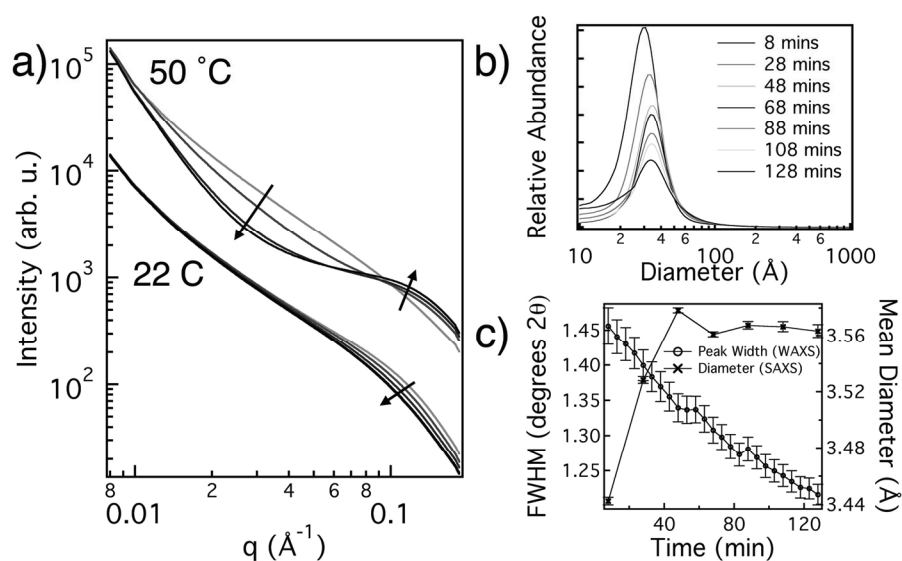 a)
50 °C
22 C
Intensity (arb. u.)
10^5
10^4
10^3
10^2
8
0.01
2
4
6
8
0.1
q (Å^-1)
b)
Relative Abundance
8 mins
28 mins
48 mins
68 mins
88 mins
108 mins
128 mins
10
2
4
6
100
2
4
6
1000
Diameter (Å)
c)
FWHM (degrees 2θ)
1.45
1.40
1.35
1.30
1.25
Peak Width (WAXS)
Diameter (SAXS)
3.56
3.52
3.48
3.44
Mean Diameter (Å)
40
80
120
Time (min)